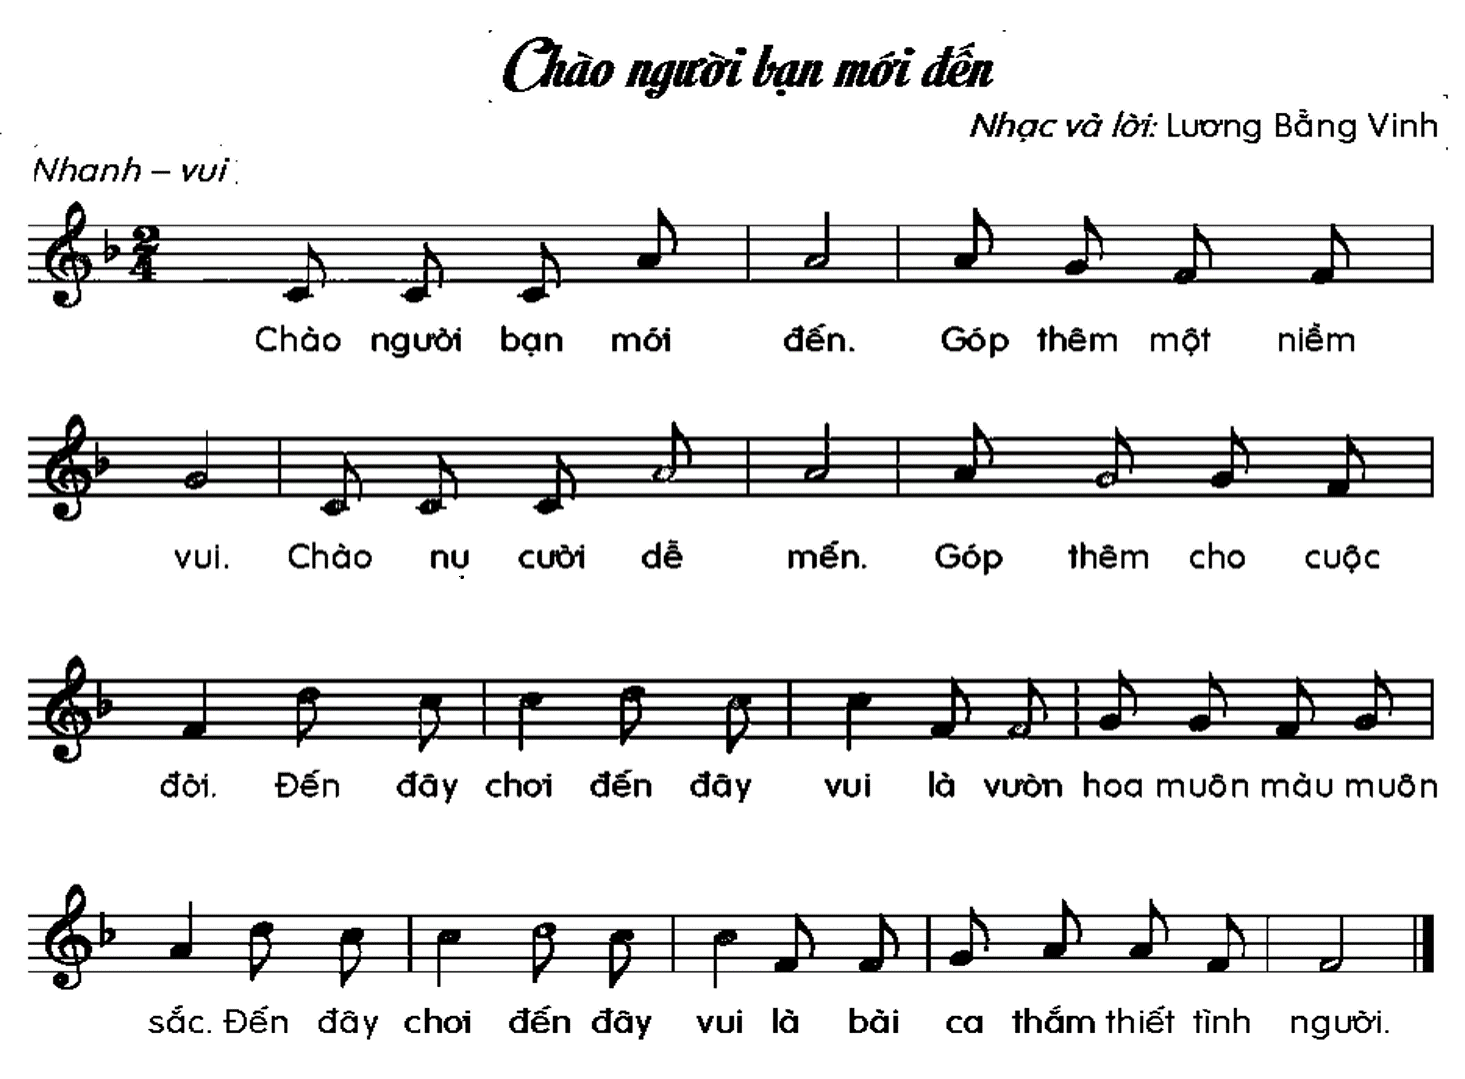 Chào người bạn mới đến
Nhạc và lời: Lương Bằng Vinh
Nhanh – vui
2
4
Chào người bạn mới đến. Góp thêm một niềm
vui. Chào nụ cười dễ mến. Góp thêm cho cuộc
đời. Đến đây chơi đến đây vui là vườn hoa muôn màu muôn
sắc. Đến đây chơi đến đây vui là bài ca thắm thiết tình người.